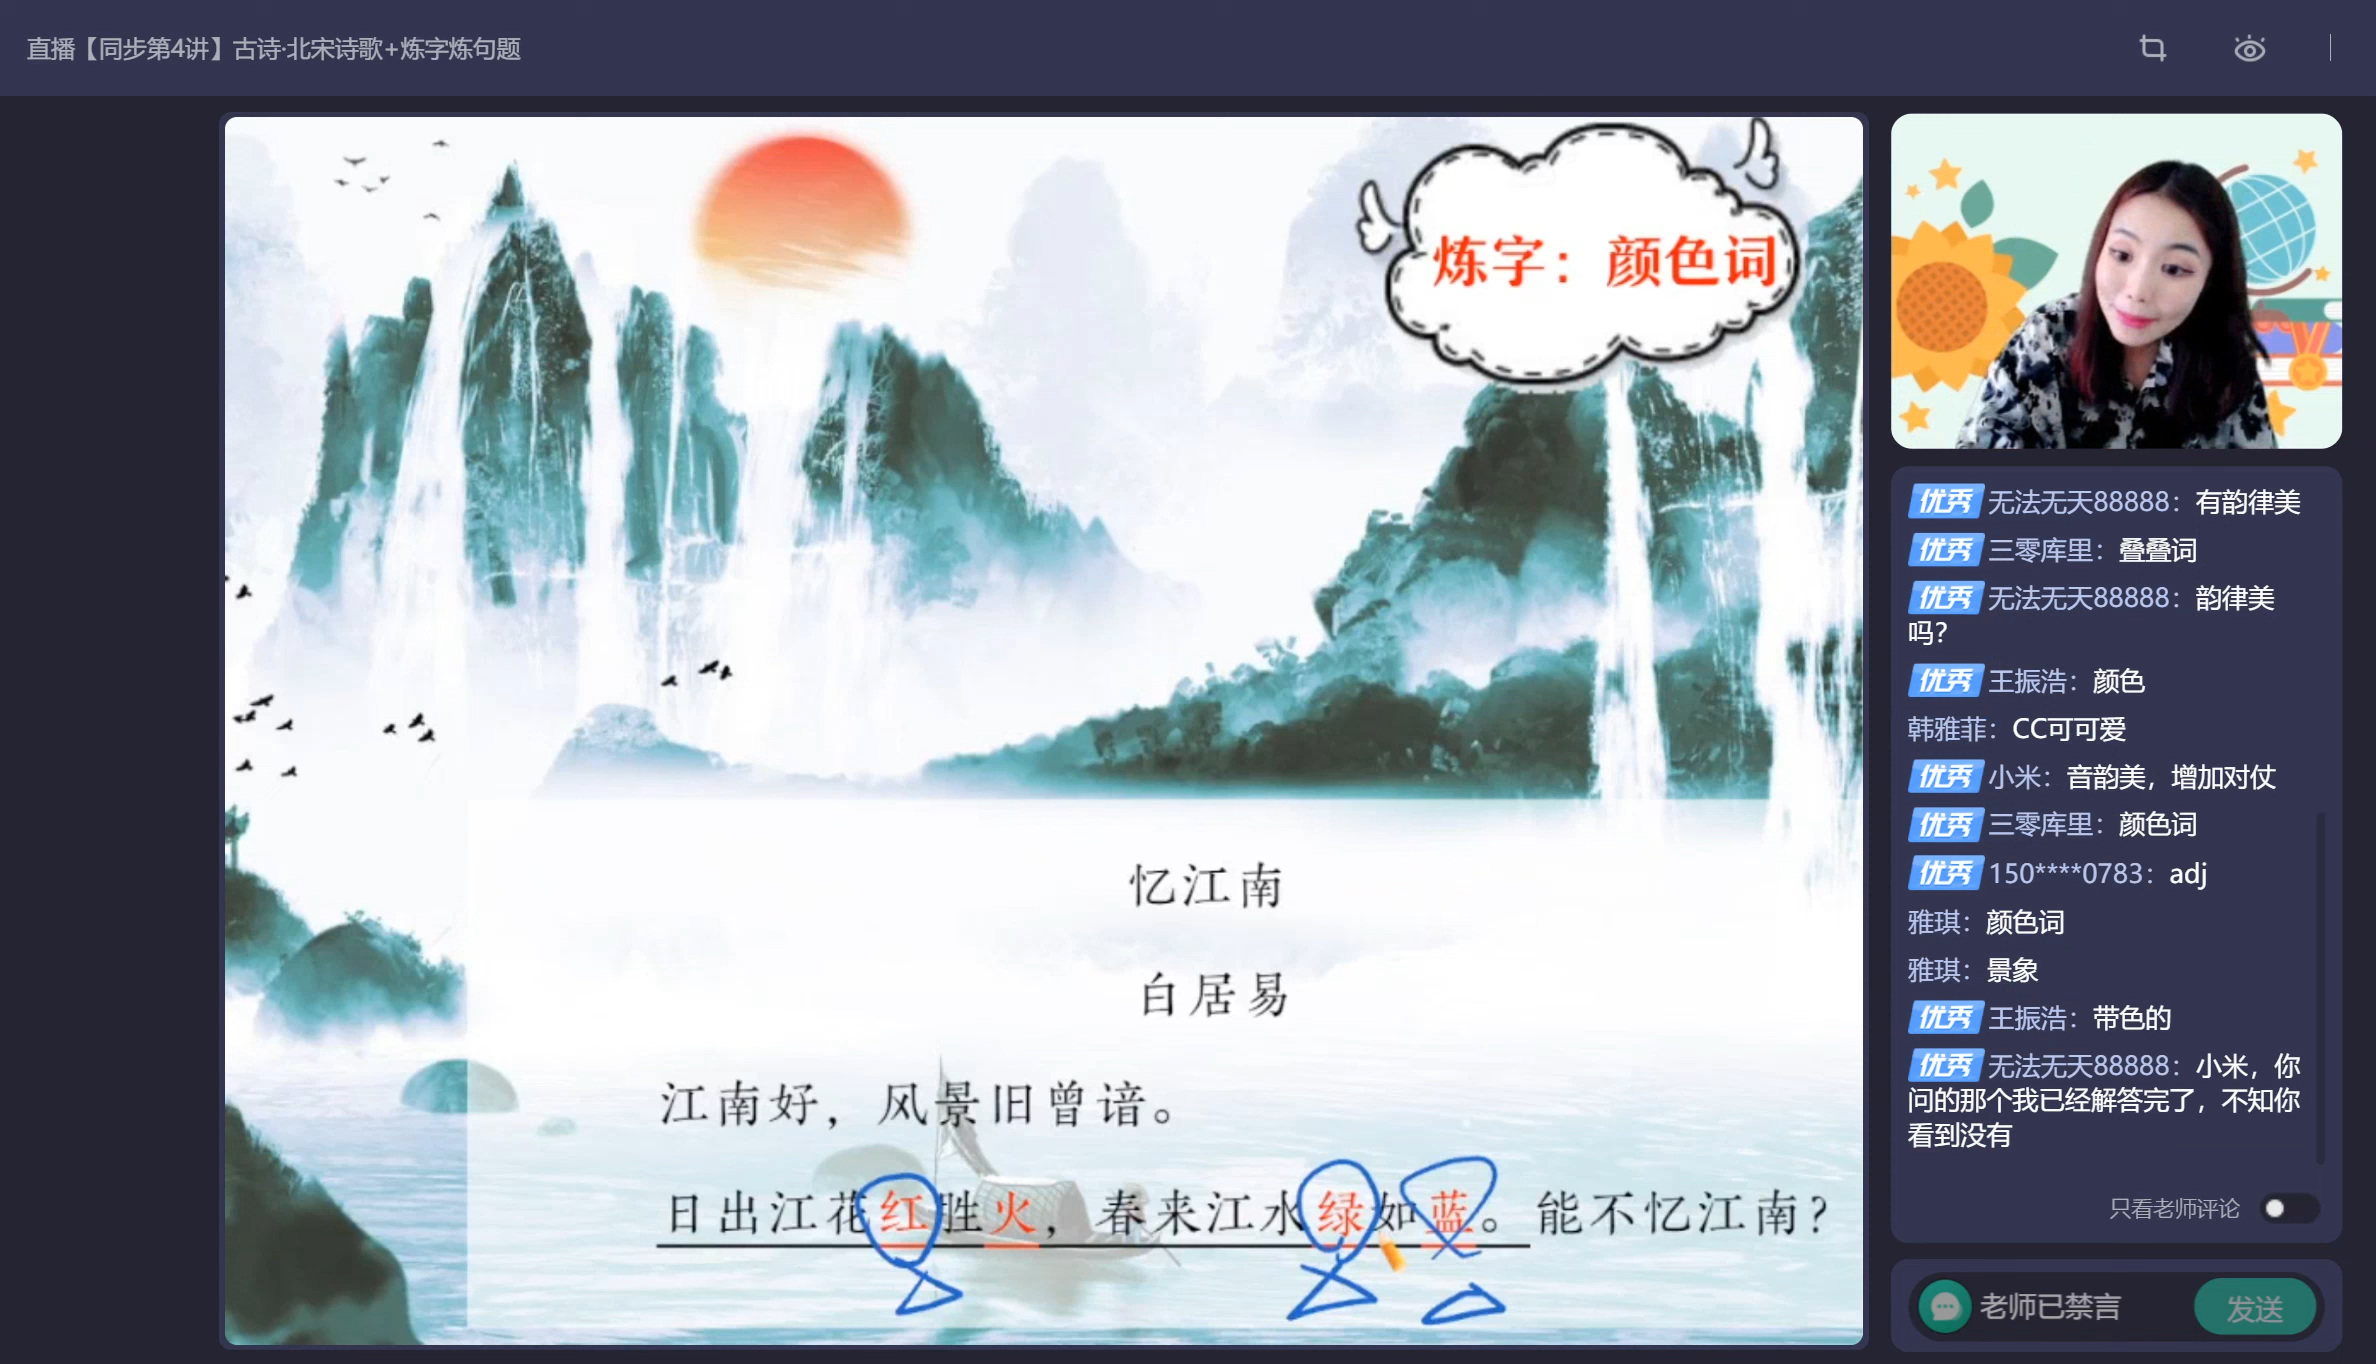 直播【同步第4讲】古诗·北宋诗歌+炼字炼句题
炼字：颜色词
忆江南
白居易
江南好，风景旧曾谙。
日出江花红胜火，春来江水绿如蓝。能不忆江南？
优秀 无法无天88888：有韵律美
优秀 三零库里：叠叠词
优秀 无法无天88888：韵律美
吗？
优秀 王振浩：颜色
韩雅菲：CC可可爱
优秀 小米：音韵美，增加对仗
优秀 三零库里：颜色词
优秀 150****0783：adj
雅琪：颜色词
雅琪：景象
优秀 王振浩：带色的
优秀 无法无天88888：小米，你
问的那个我已经解答完了，不知你
看到没有
只看老师评论
老师已禁言
发送